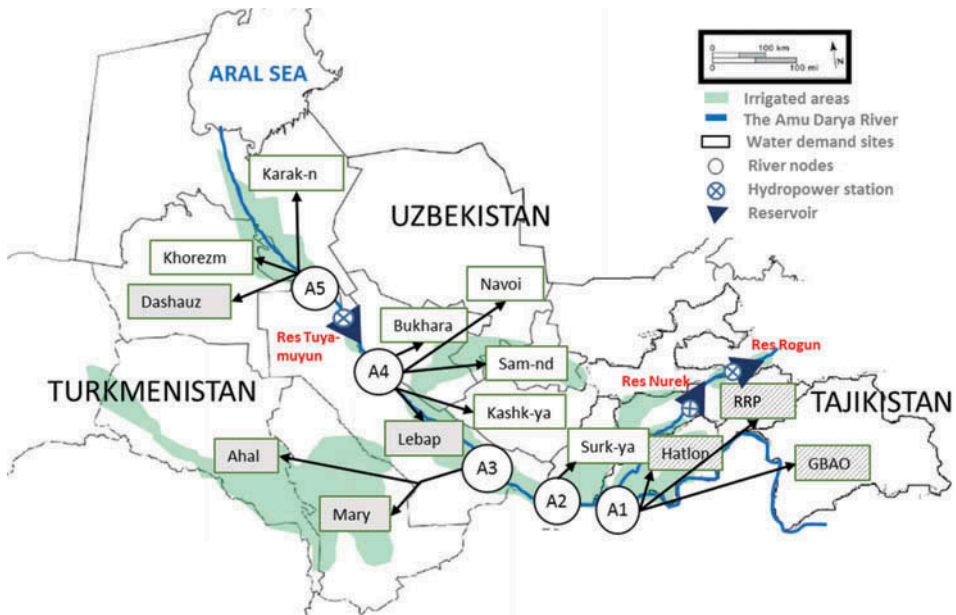 ARAL SEA
0 100 km
0 100 mi
N
Irrigated areas
The Amu Darya River
Water demand sites
River nodes
Hydropower station
Reservoir
Karak-n
UZBEKISTAN
Khorezm
Dashauz
A5
Navoi
Bukhara
Res Tuya-
muyun
A4
Sam-nd
Res Rogun
Res Nurek
TURKMENISTAN
Kashk-ya
RRP
TAJIKISTAN
Lebap
Ahal
A3
Surk-ya
Hatlon
GBAO
Mary
A2
A1